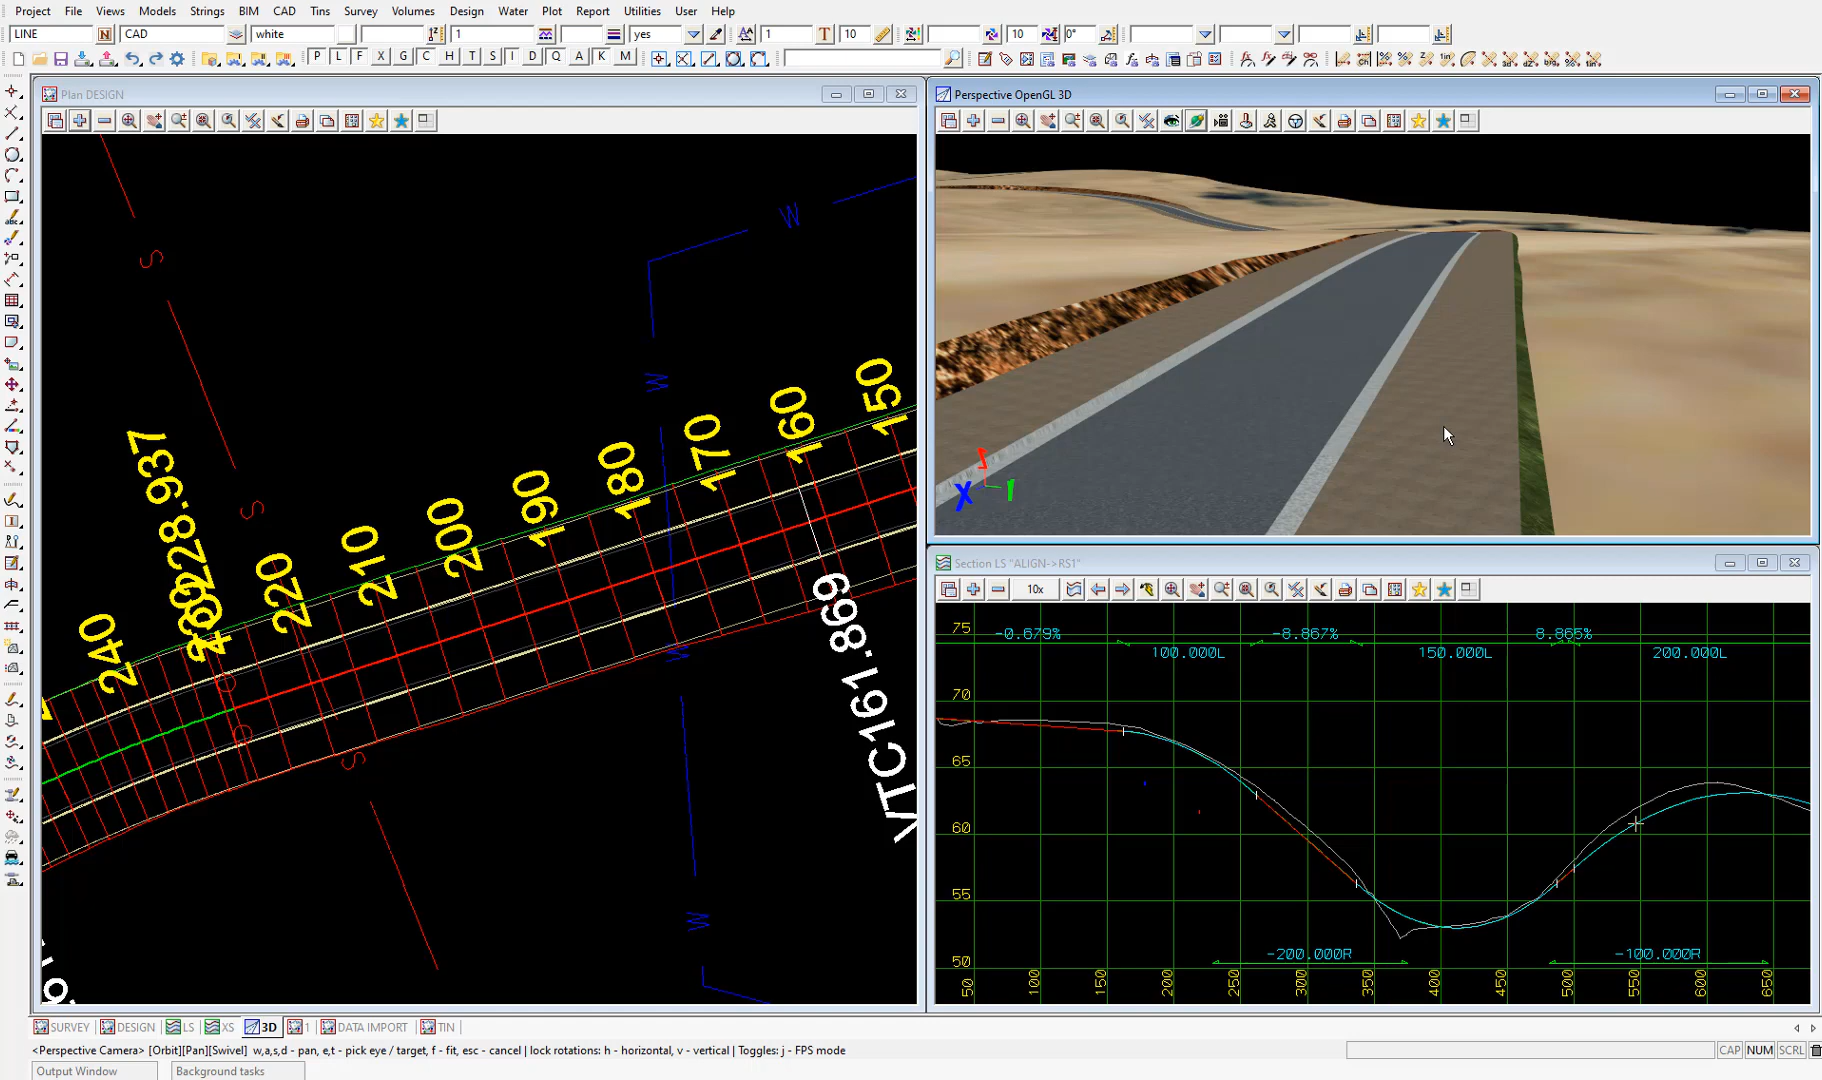 Project File Views Models Strings BIM CAD Tins Survey Volumes Design Water Plot Report Utilities User Help
LINE N CAD white 1 yes 1 T 10 10 0°
P L F X G C H T S I D Q A K M
Plan DESIGN
Perspective OpenGL 3D
W
S
W
150
160
170
180
190
200
210
220
240
S
W
VTC1161.869
S
W
X
Section LS "ALIGN->RS1"
10x
75
-0.679%
-8.867%
8.865%
100.000L
150.000L
200.000L
70
65
60
55
50
-200.000R
-100.000R
50 100 150 200 250 300 350 400 450 500 550 600 650
SURVEY DESIGN LS XS 3D 1 DATA IMPORT TIN
<Perspective Camera> [Orbit][Pan][Swivel] w,a,s,d - pan, e,t - pick eye / target, f - fit, esc - cancel | lock rotations: h - horizontal, v - vertical | Toggles: j - FPS mode
CAP NUM SCRL
Output Window Background tasks